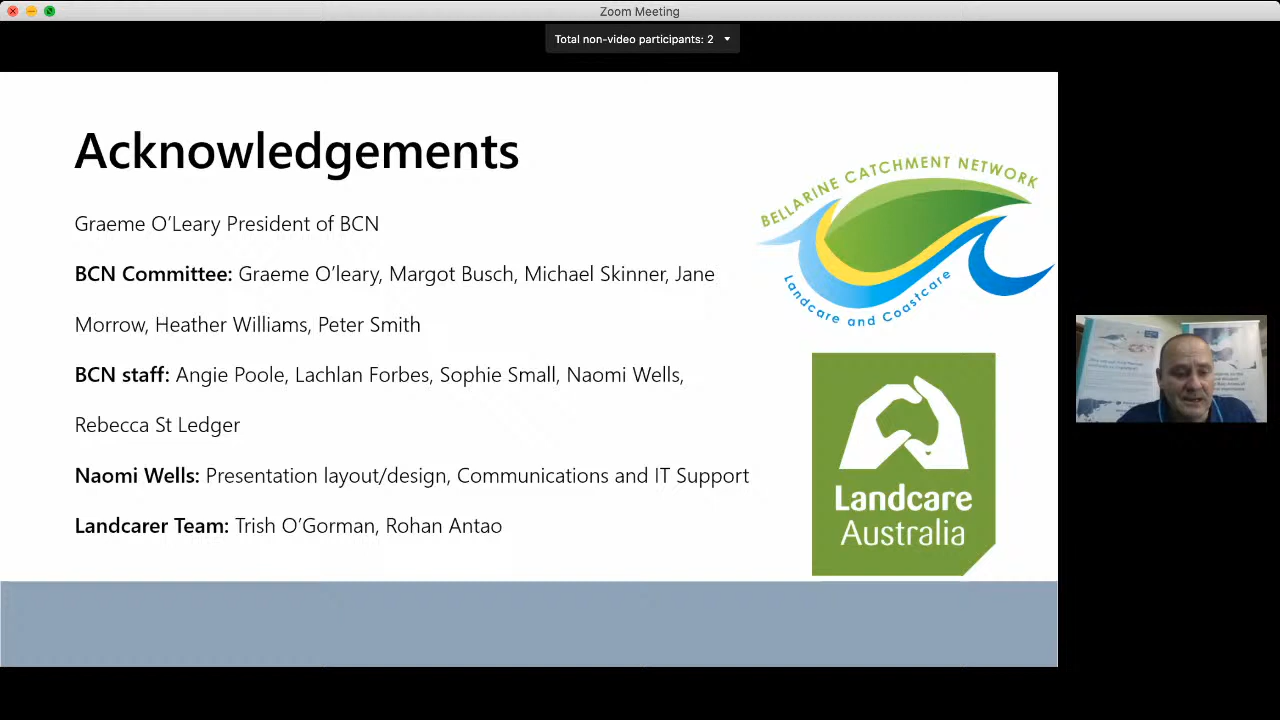 Zoom Meeting
Total non-video participants: 2
Acknowledgements
Graeme O'Leary President of BCN
BCN Committee: Graeme O'leary, Margot Busch, Michael Skinner, Jane
Morrow, Heather Williams, Peter Smith
BCN staff: Angie Poole, Lachlan Forbes, Sophie Small, Naomi Wells,
Rebecca St Ledger
Naomi Wells: Presentation layout/design, Communications and IT Support
Landcarer Team: Trish O'Gorman, Rohan Antao
BELLARINE CATCHMENT NETWORK
Landcare and Coastcare
Landcare
Australia